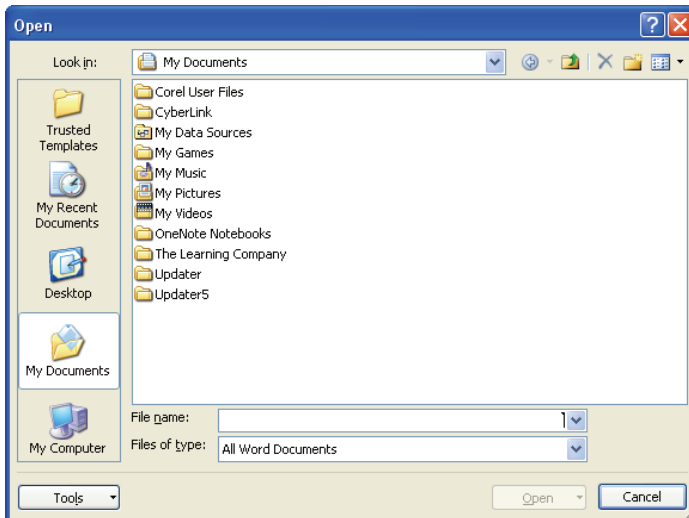 Open
Look in:
My Documents
Trusted
Templates
My Recent
Documents
Desktop
My Documents
My Computer
Corel User Files
CyberLink
My Data Sources
My Games
My Music
My Pictures
My Videos
OneNote Notebooks
The Learning Company
Updater
Updater5
File name:
Files of type:
All Word Documents
Tools
Open
Cancel